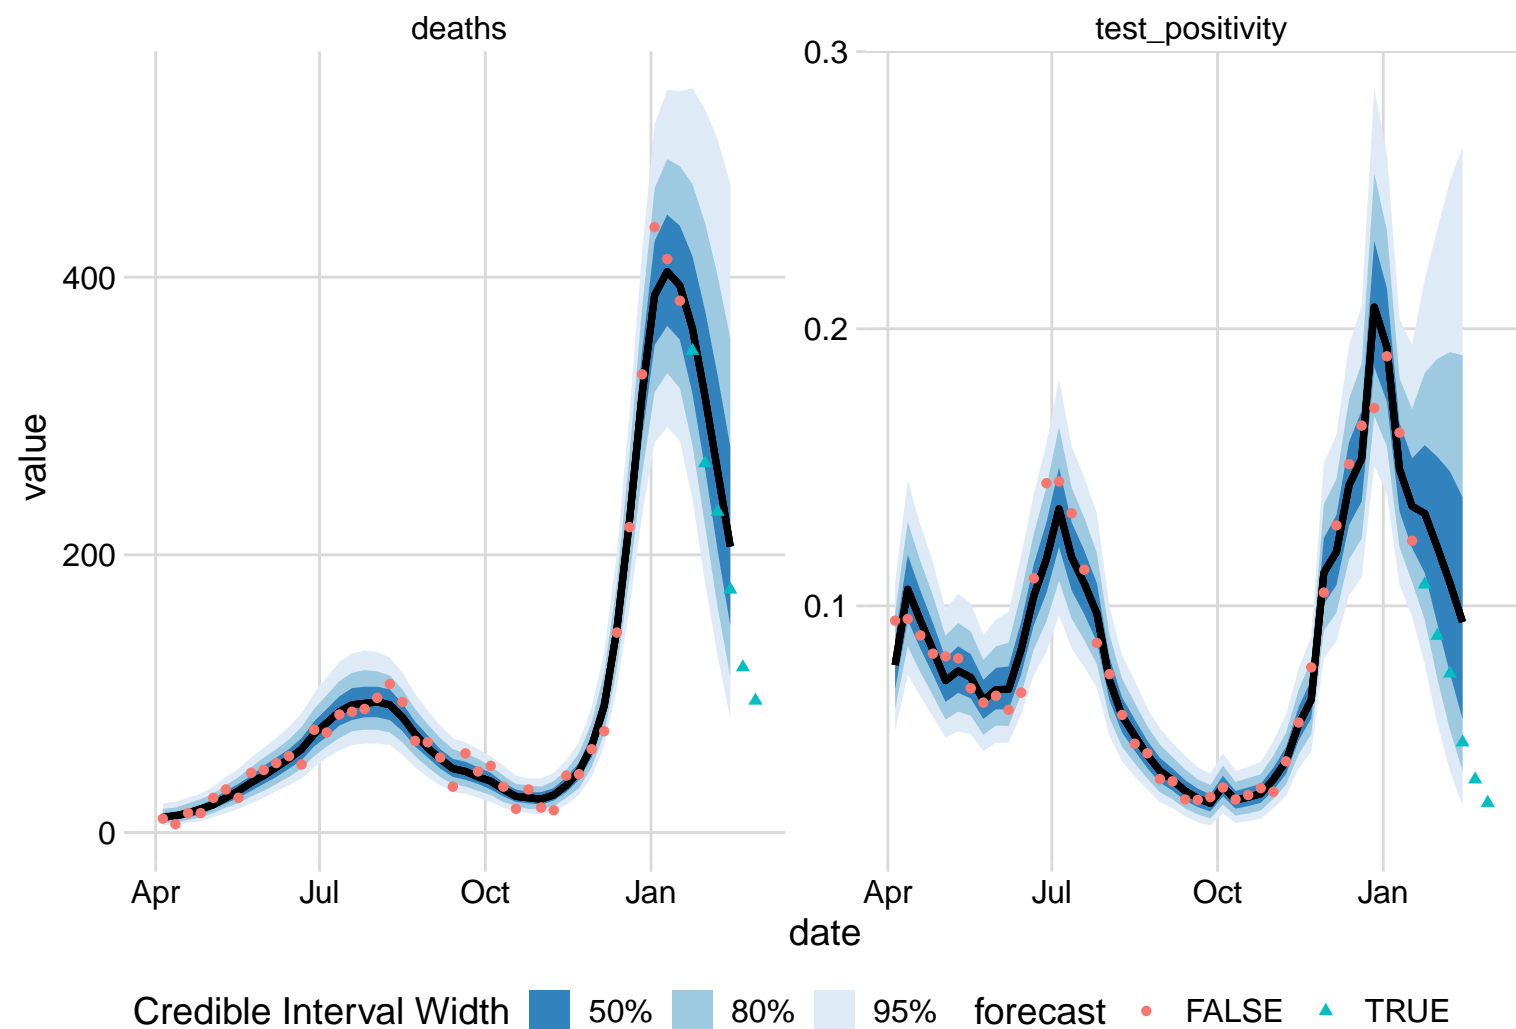 deaths
test_positivity
value
400
200
0
Apr
Jul
Oct
Jan
0.3
0.2
0.1
Apr
Jul
Oct
Jan
date
Credible Interval Width 50% 80% 95% forecast FALSE TRUE